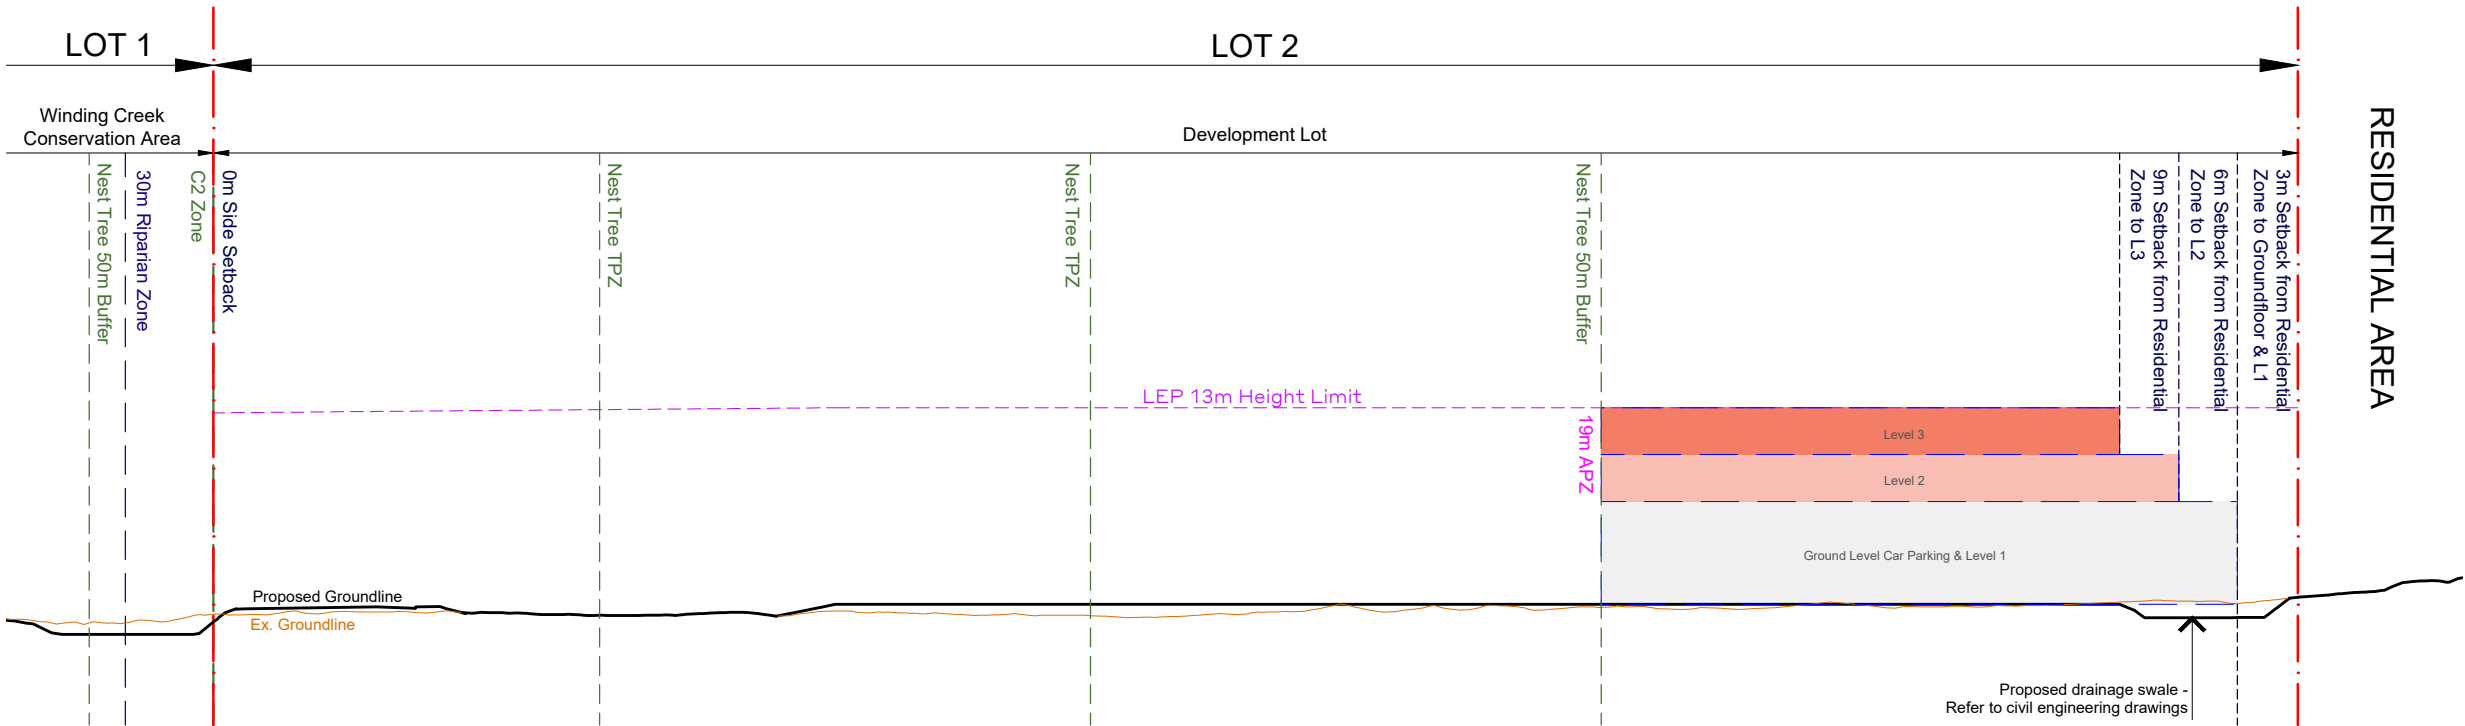 LOT 1
LOT 2
Winding Creek
Conservation Area
Development Lot
RESIDENTIAL AREA
Nest Tree 50m Buffer
30m Riparian Zone
C2 Zone
0m Side Setback
Nest Tree TPZ
Nest Tree TPZ
Nest Tree 50m Buffer
9m Setback from Residential
Zone to L3
6m Setback from Residential
Zone to L2
3m Setback from Residential
Zone to Groundfloor & L1
LEP 13m Height Limit
19m APZ
Level 3
Level 2
Ground Level Car Parking & Level 1
Proposed Groundline
Ex. Groundline
Proposed drainage swale -
Refer to civil engineering drawings